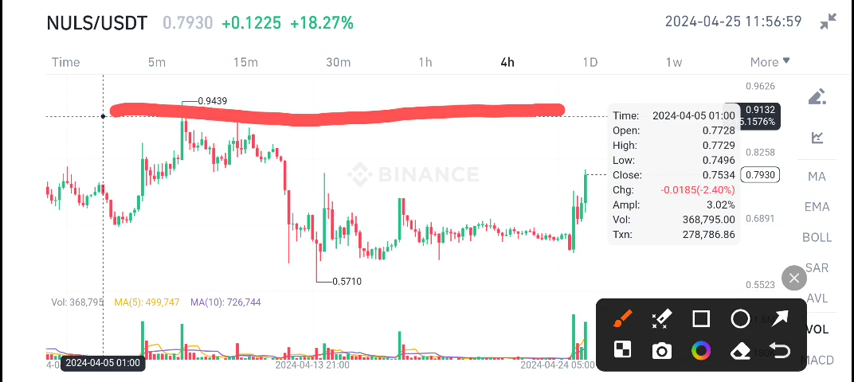 NULS/USDT 0.7930 +0.1225 +18.27% 2024-04-25 11:56:59
Time 5m 15m 30m 1h 4h 1D 1w More
0.9626
0.9439
0.9132
5.1576%
0.8258
0.7930
0.6891
0.5523
0.5710
BINANCE
Time: 2024-04-05 01:00
Open: 0.7728
High: 0.7729
Low: 0.7496
Close: 0.7534
Chg: -0.0185(-2.40%)
Ampl: 3.02%
Vol: 368,795.00
Txn: 278,786.86
MA
EMA
BOLL
SAR
AVL
VOL
MACD
Vol: 368,795 MA(5): 499,747 MA(10): 726,744
2024-04-05 01:00 2024-04-13 21:00 2024-04-24 05:00